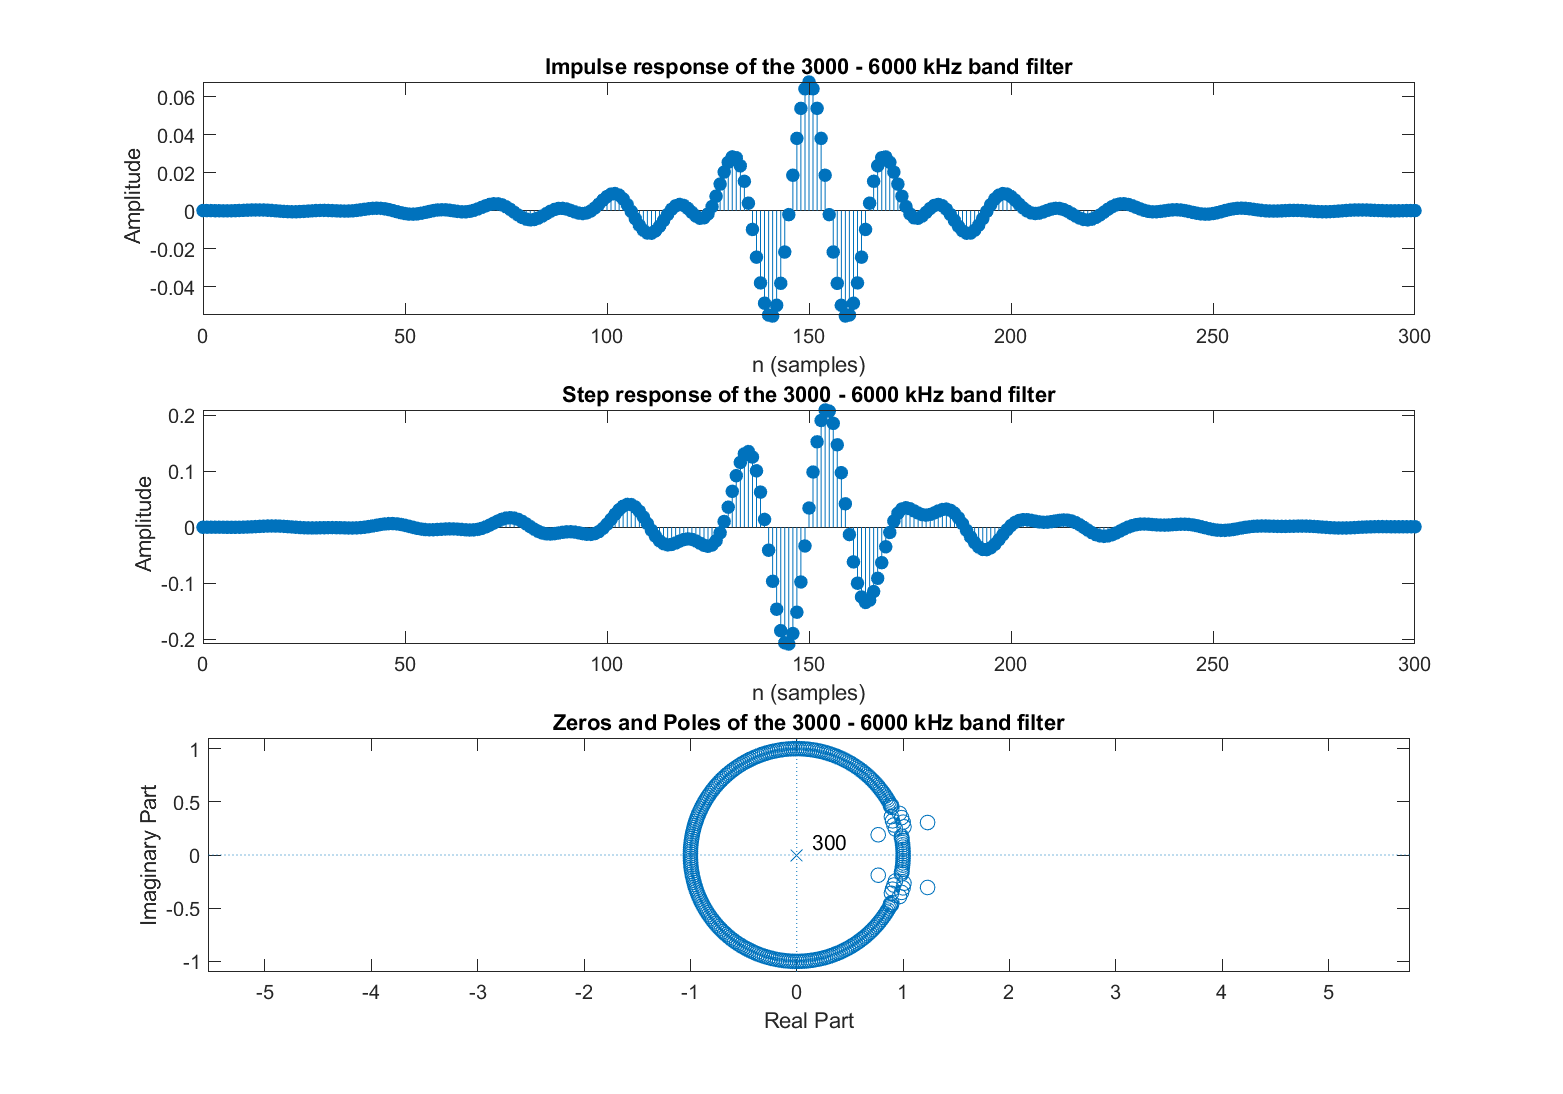 Impulse response of the 3000 - 6000 kHz band filter
0.06
0.04
0.02
0
-0.02
-0.04
Amplitude
0 50 100 150 200 250 300
n (samples)
Step response of the 3000 - 6000 kHz band filter
0.2
0.1
0
-0.1
-0.2
Amplitude
0 50 100 150 200 250 300
n (samples)
Zeros and Poles of the 3000 - 6000 kHz band filter
1
0.5
0
-0.5
-1
Imaginary Part
300
-5 -4 -3 -2 -1 0 1 2 3 4 5
Real Part